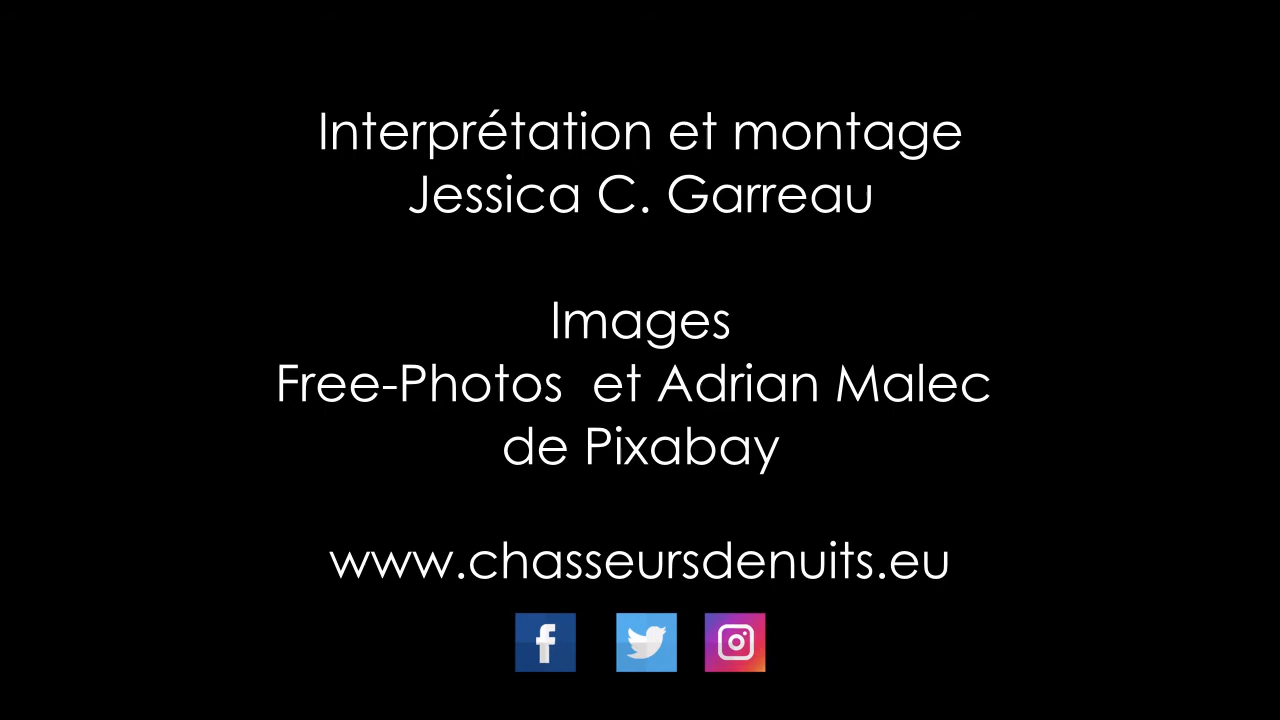 Interprétation et montage
Jessica C. Garreau
Images
Free-Photos et Adrian Malec
de Pixabay
www.chasseursdenuits.eu